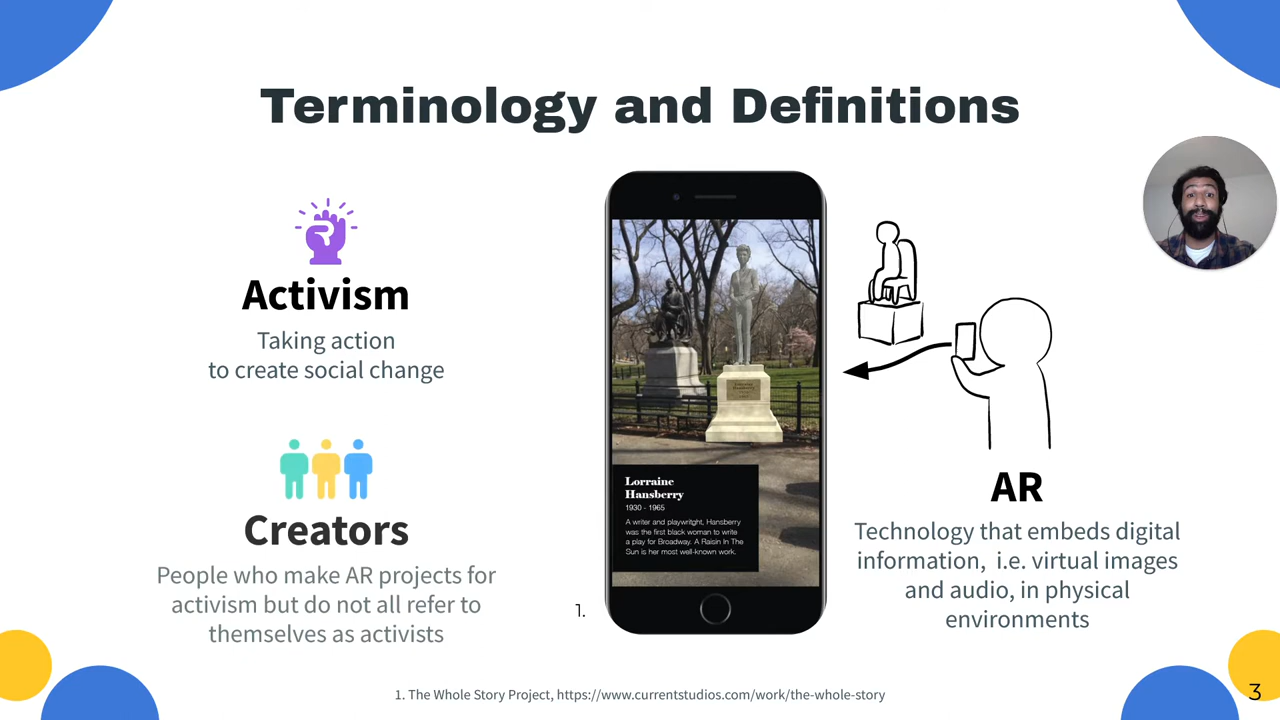 Terminology and Definitions
Activism
Taking action
to create social change
Creators
People who make AR projects for
activism but do not all refer to
themselves as activists
Lorraine
Hansberry
1930 - 1965
A writer and playwritght, Hansberry
was the first black woman to write
a play for Broadway. A Raisin In The
Sun is her most well-known work.
1.
AR
Technology that embeds digital
information,  i.e. virtual images
and audio, in physical
environments
1. The Whole Story Project, https://www.currentstudios.com/work/the-whole-story
3